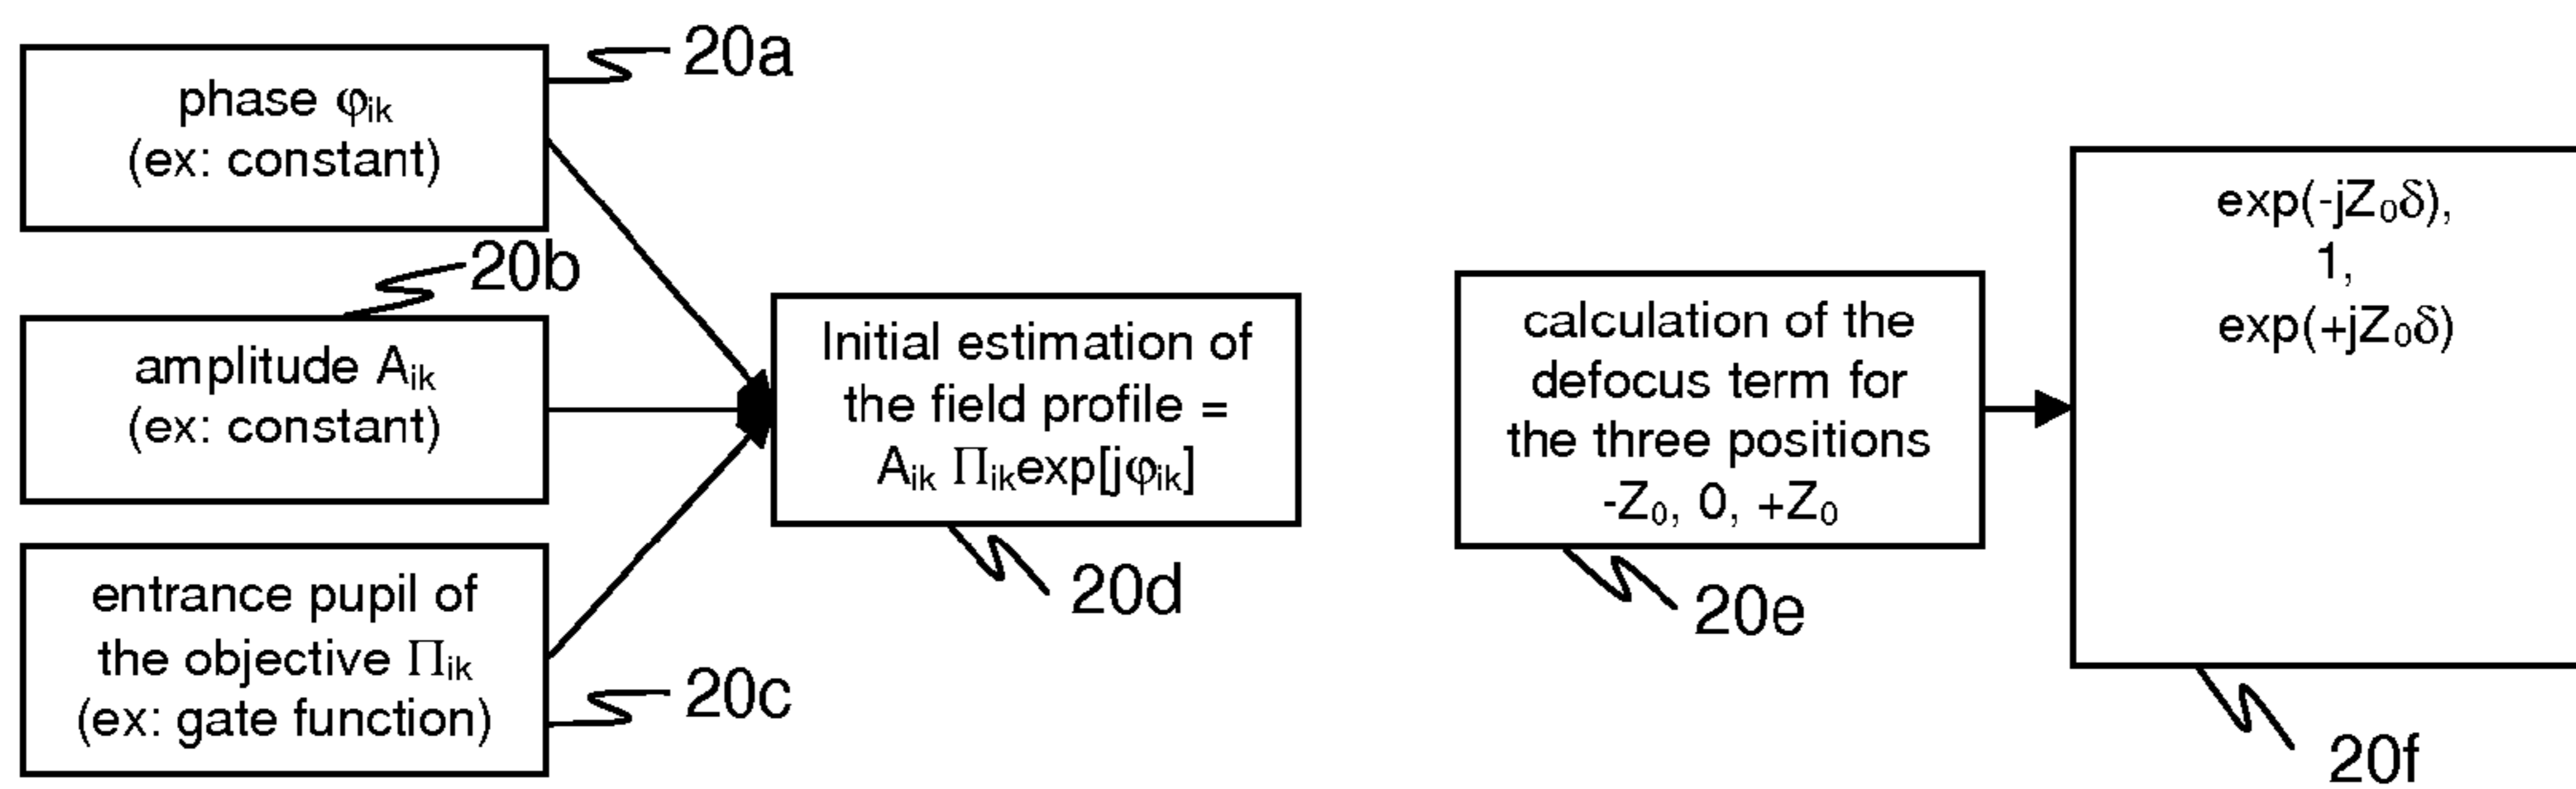 20a
phase φik
(ex: constant)
20b
amplitude Aik
(ex: constant)
entrance pupil of
the objective Πik
(ex: gate function)
20c
Initial estimation of
the field profile =
Aik Πikexp[jφik]
20d
calculation of the
defocus term for
the three positions
-Z0, 0, +Z0
20e
exp(-jZ0δ),
1,
exp(+jZ0δ)
20f